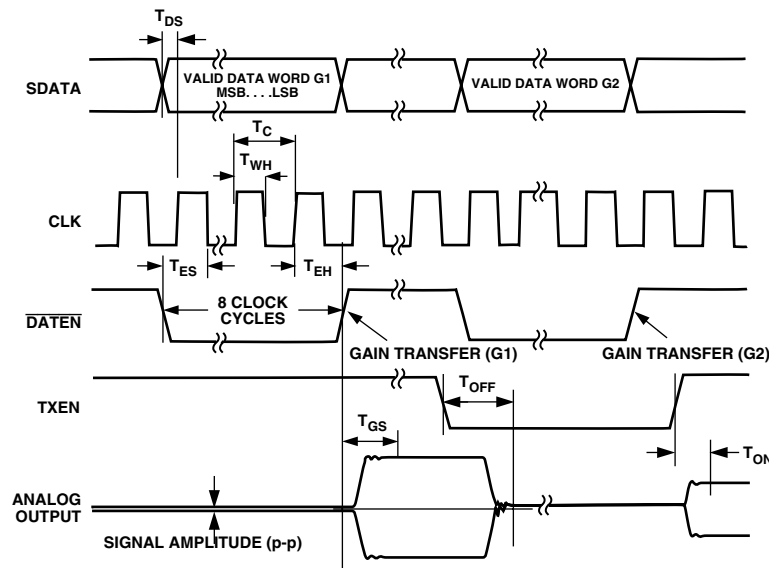 TDS
SDATA
VALID DATA WORD G1
MSB. . . .LSB
VALID DATA WORD G2
TC
TWH
CLK
TES
TEH
DATEN
8 CLOCK
CYCLES
GAIN TRANSFER (G1)
GAIN TRANSFER (G2)
TXEN
TOFF
TGS
TON
ANALOG
OUTPUT
SIGNAL AMPLITUDE (p-p)